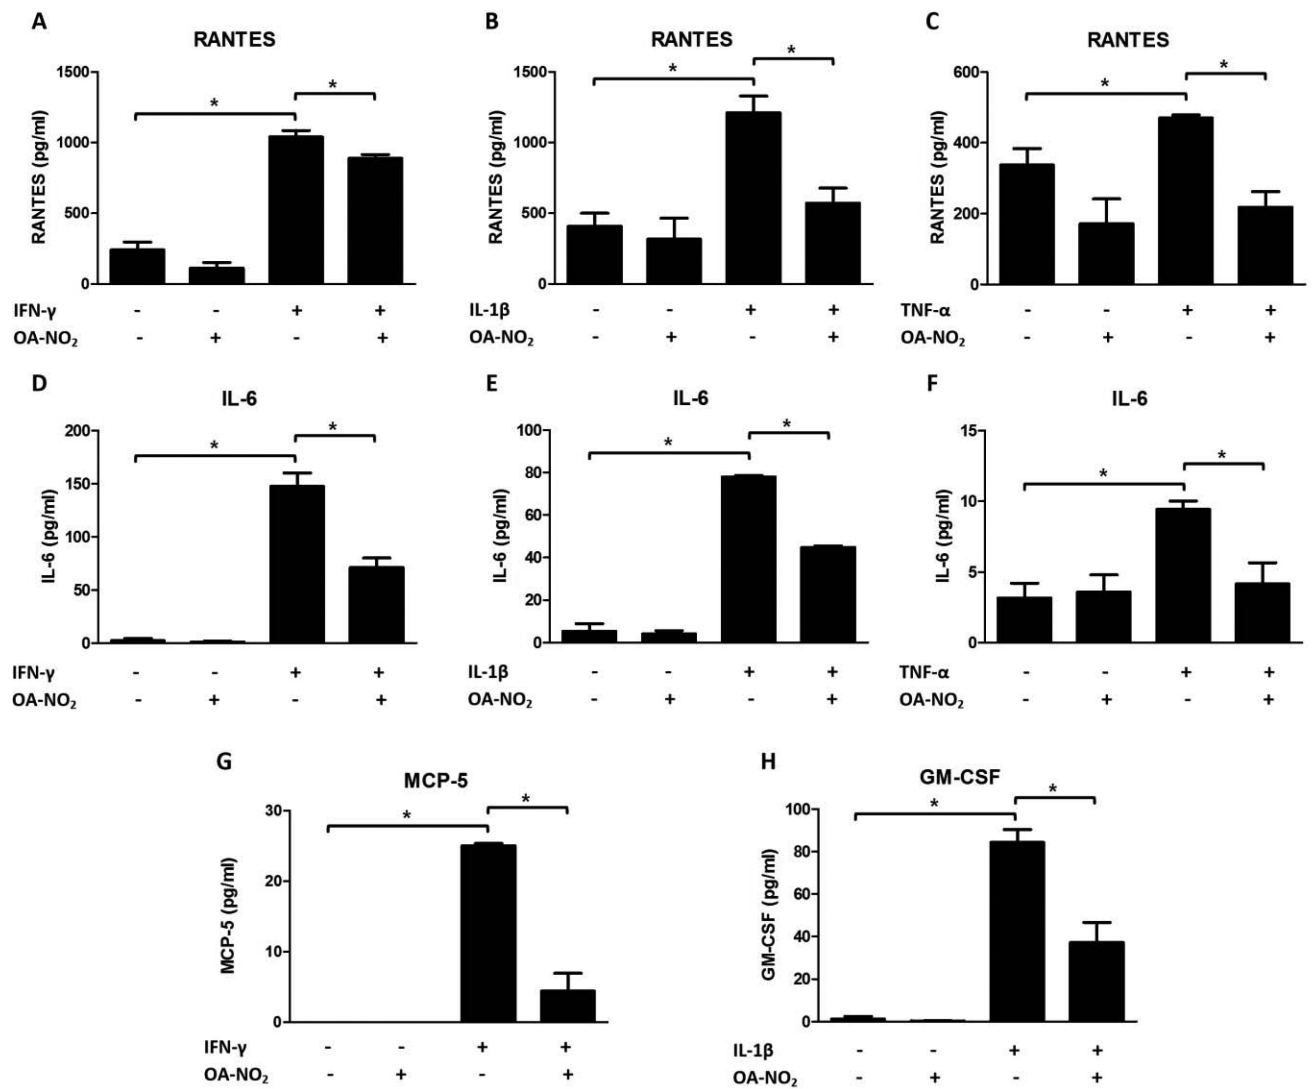 A
RANTES
*
*
1500
1000
500
0
RANTES (pg/ml)
IFN-γ - - + +
OA-NO₂ - + - +
B
RANTES
*
*
1500
1000
500
0
RANTES (pg/ml)
IL-1β - - + +
OA-NO₂ - + - +
C
RANTES
*
*
600
400
200
0
RANTES (pg/ml)
TNF-α - - + +
OA-NO₂ - + - +
D
IL-6
*
*
200
150
100
50
0
IL-6 (pg/ml)
IFN-γ - - + +
OA-NO₂ - + - +
E
IL-6
*
*
100
80
60
40
20
0
IL-6 (pg/ml)
IL-1β - - + +
OA-NO₂ - + - +
F
IL-6
*
*
15
10
5
0
IL-6 (pg/ml)
TNF-α - - + +
OA-NO₂ - + - +
G
MCP-5
*
*
30
20
10
0
MCP-5 (pg/ml)
IFN-γ - - + +
OA-NO₂ - + - +
H
GM-CSF
*
*
100
80
60
40
20
0
GM-CSF (pg/ml)
IL-1β - - + +
OA-NO₂ - + - +